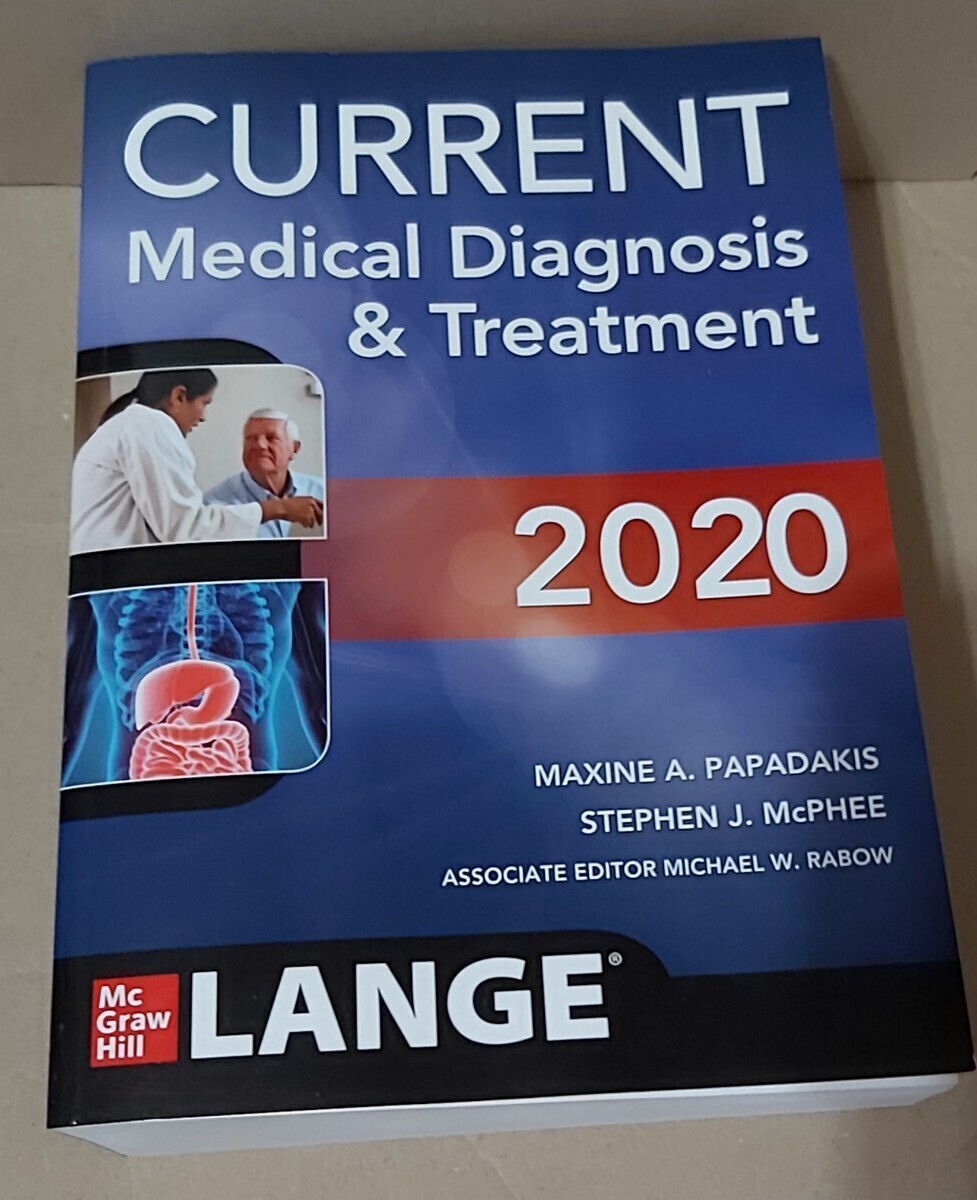 CURRENT
Medical Diagnosis
& Treatment
2020
MAXINE A. PAPADAKIS
STEPHEN J. McPHEE
ASSOCIATE EDITOR MICHAEL W. RABOW
Mc
Graw
Hill
LANGE®